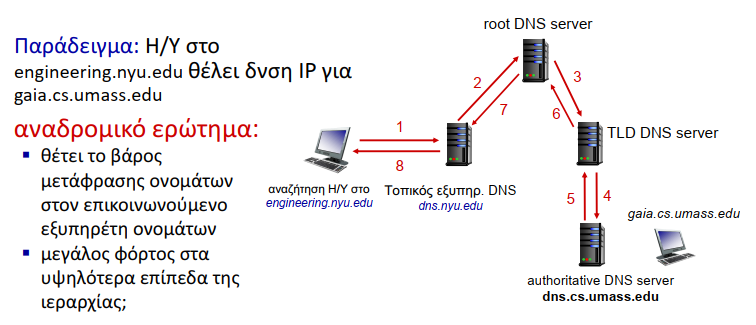 Παράδειγμα: Η/Υ στο
engineering.nyu.edu θέλει δνση IP για
gaia.cs.umass.edu
αναδρομικό ερώτημα:
▪ θέτει το βάρος
μετάφρασης ονομάτων
στον επικοινωνούμενο
εξυπηρέτη ονομάτων
▪ μεγάλος φόρτος στα
υψηλότερα επίπεδα της
ιεραρχίας;
root DNS server
2
3
7
6
1
8
TLD DNS server
αναζήτηση Η/Υ στο
engineering.nyu.edu
Τοπικός εξυπηρ. DNS
dns.nyu.edu
5
4
gaia.cs.umass.edu
authoritative DNS server
dns.cs.umass.edu